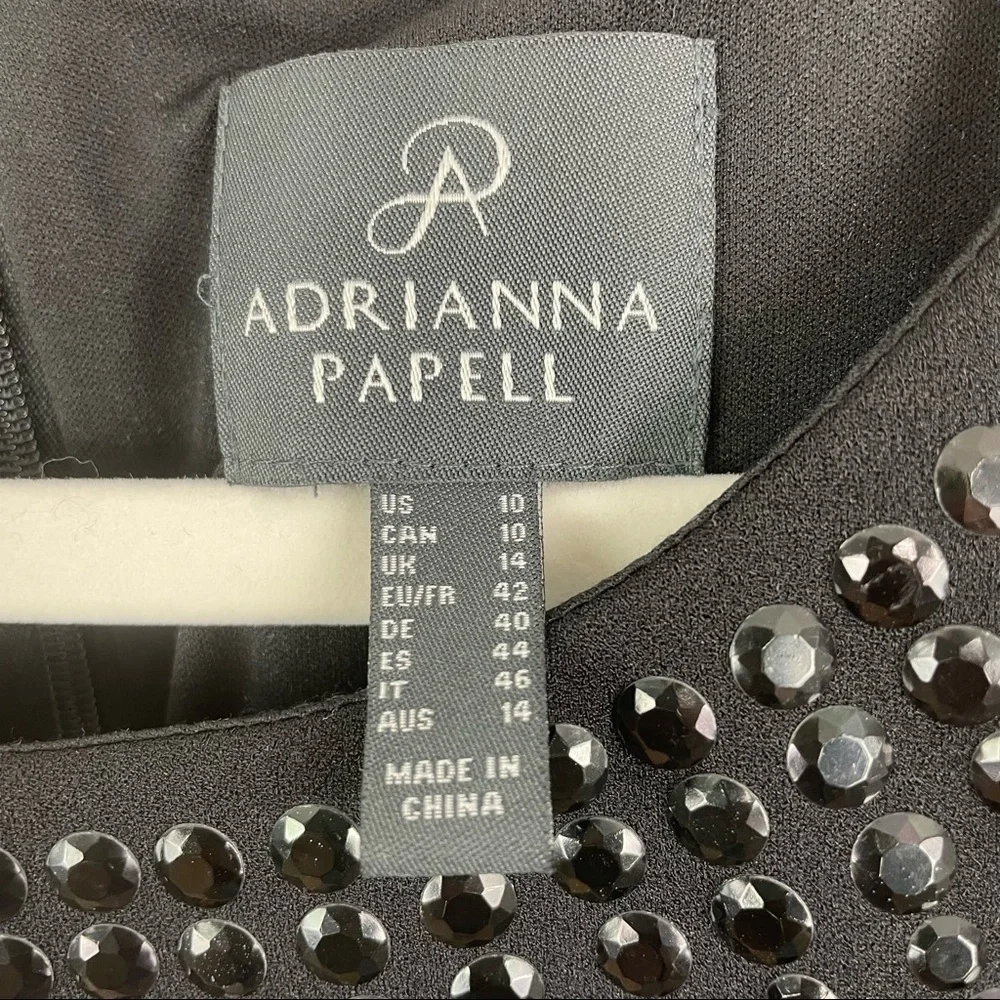 AP
ADRIANNA
PAPELL
US 10
CAN 10
UK 14
EU/FR 42
DE 40
ES 44
IT 46
AUS 14
MADE IN
CHINA